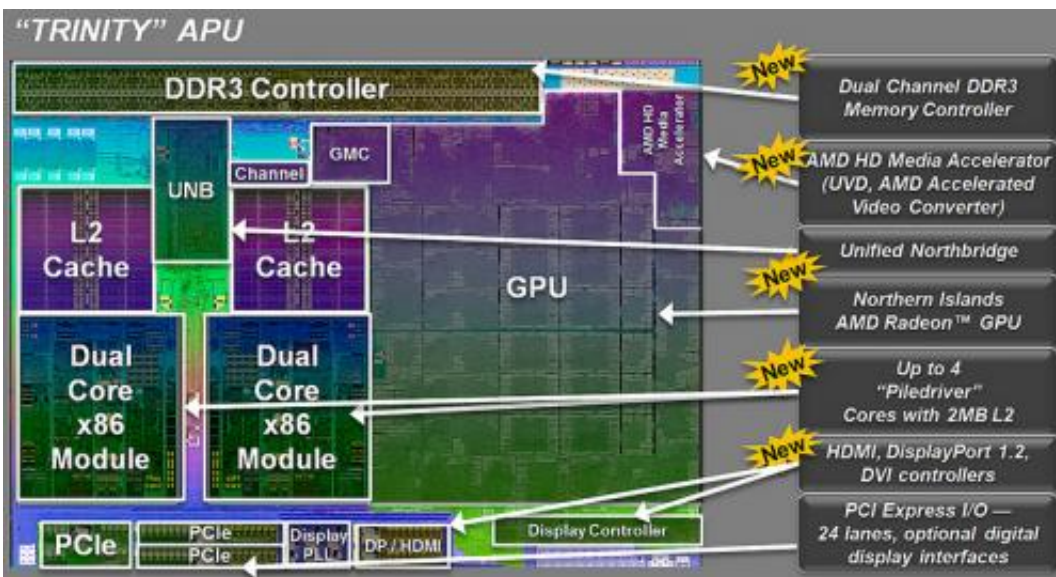 “TRINITY” APU
DDR3 Controller
UNB
Channel
GMC
AMD HD
Media
Accelerator
L2
Cache
L2
Cache
GPU
Dual
Core
x86
Module
Dual
Core
x86
Module
PCIe
PCIe
PCIe
Display
PLL
DP / HDMI
Display Controller
New
Dual Channel DDR3
Memory Controller
New
AMD HD Media Accelerator
(UVD, AMD Accelerated
Video Converter)
Unified Northbridge
New
Northern Islands
AMD Radeon™ GPU
New
Up to 4
“Piledriver”
Cores with 2MB L2
New
HDMI, DisplayPort 1.2,
DVI controllers
PCI Express I/O —
24 lanes, optional digital
display interfaces